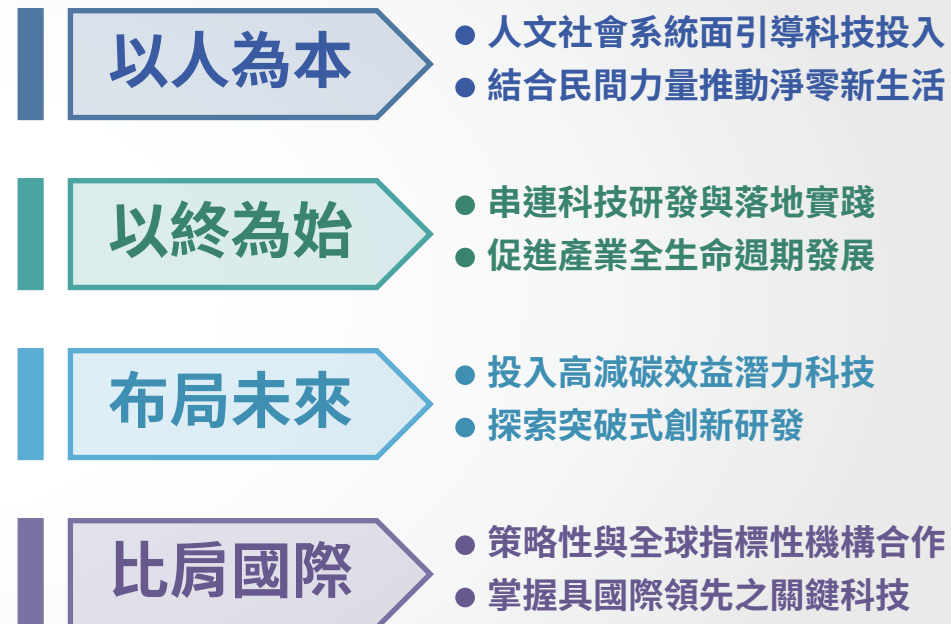 以人為本
● 人文社會系統面引導科技投入
● 結合民間力量推動淨零新生活
以終為始
● 串連科技研發與落地實踐
● 促進產業全生命週期發展
布局未來
● 投入高減碳效益潛力科技
● 探索突破式創新研發
比肩國際
● 策略性與全球指標性機構合作
● 掌握具國際領先之關鍵科技